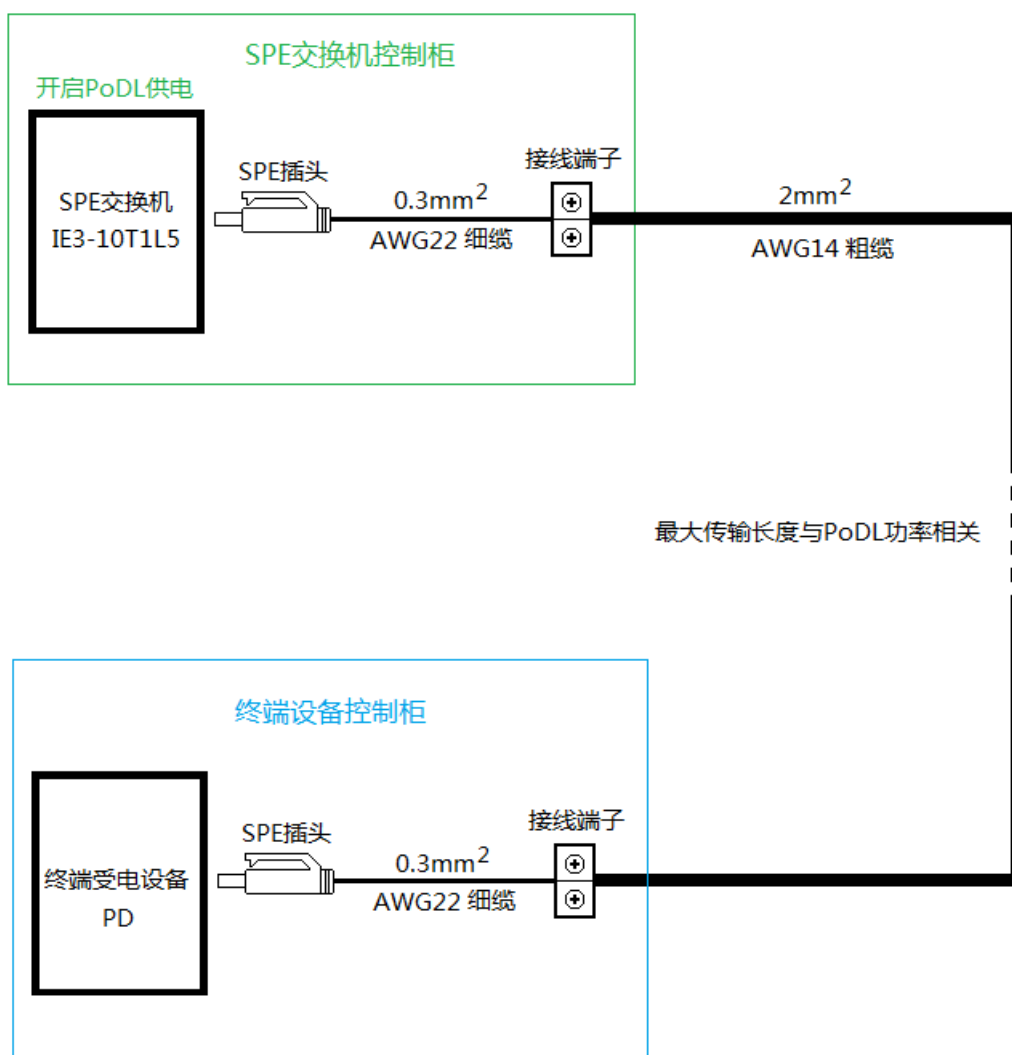 SPE交换机控制柜
开启PoDL供电
SPE交换机
IE3-10T1L5
SPE插头
0.3mm²
AWG22 细缆
接线端子
2mm²
AWG14 粗缆
最大传输长度与PoDL功率相关
终端设备控制柜
终端受电设备
PD
SPE插头
0.3mm²
AWG22 细缆
接线端子